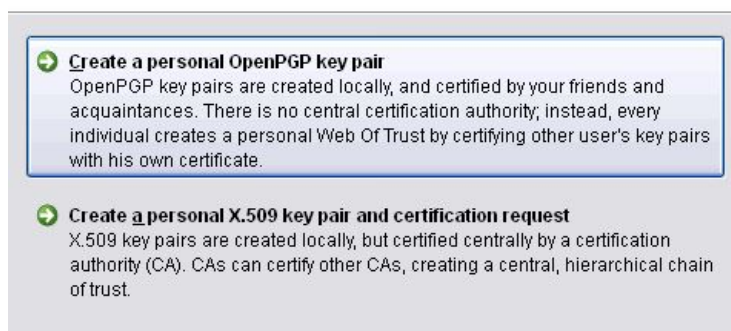 Create a personal OpenPGP key pair
OpenPGP key pairs are created locally, and certified by your friends and
acquaintances. There is no central certification authority; instead, every
individual creates a personal Web Of Trust by certifying other user's key pairs
with his own certificate.
Create a personal X.509 key pair and certification request
X.509 key pairs are created locally, but certified centrally by a certification
authority (CA). CAs can certify other CAs, creating a central, hierarchical chain
of trust.